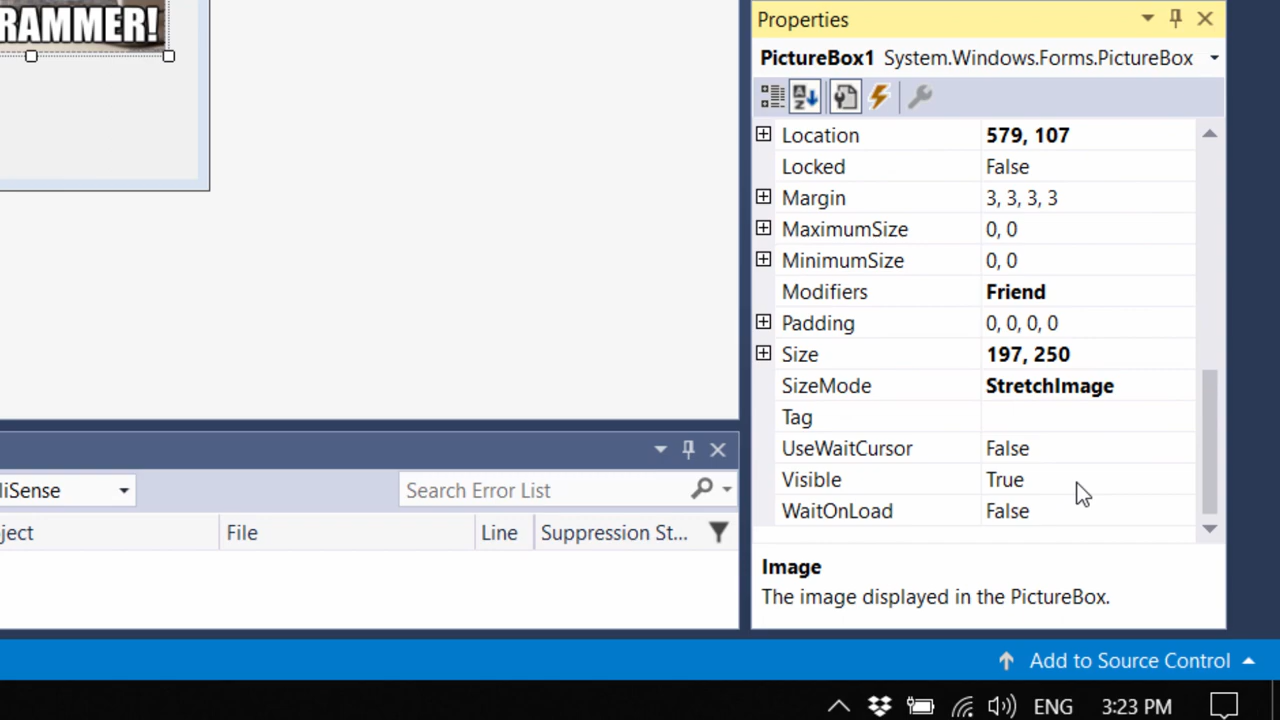 RAMMER!
Properties
PictureBox1 System.Windows.Forms.PictureBox
Location 579, 107
Locked False
Margin 3, 3, 3, 3
MaximumSize 0, 0
MinimumSize 0, 0
Modifiers Friend
Padding 0, 0, 0, 0
Size 197, 250
SizeMode StretchImage
Tag
UseWaitCursor False
Visible True
WaitOnLoad False
Image
The image displayed in the PictureBox.
liSense
Search Error List
ject File Line Suppression St...
Add to Source Control
ENG 3:23 PM